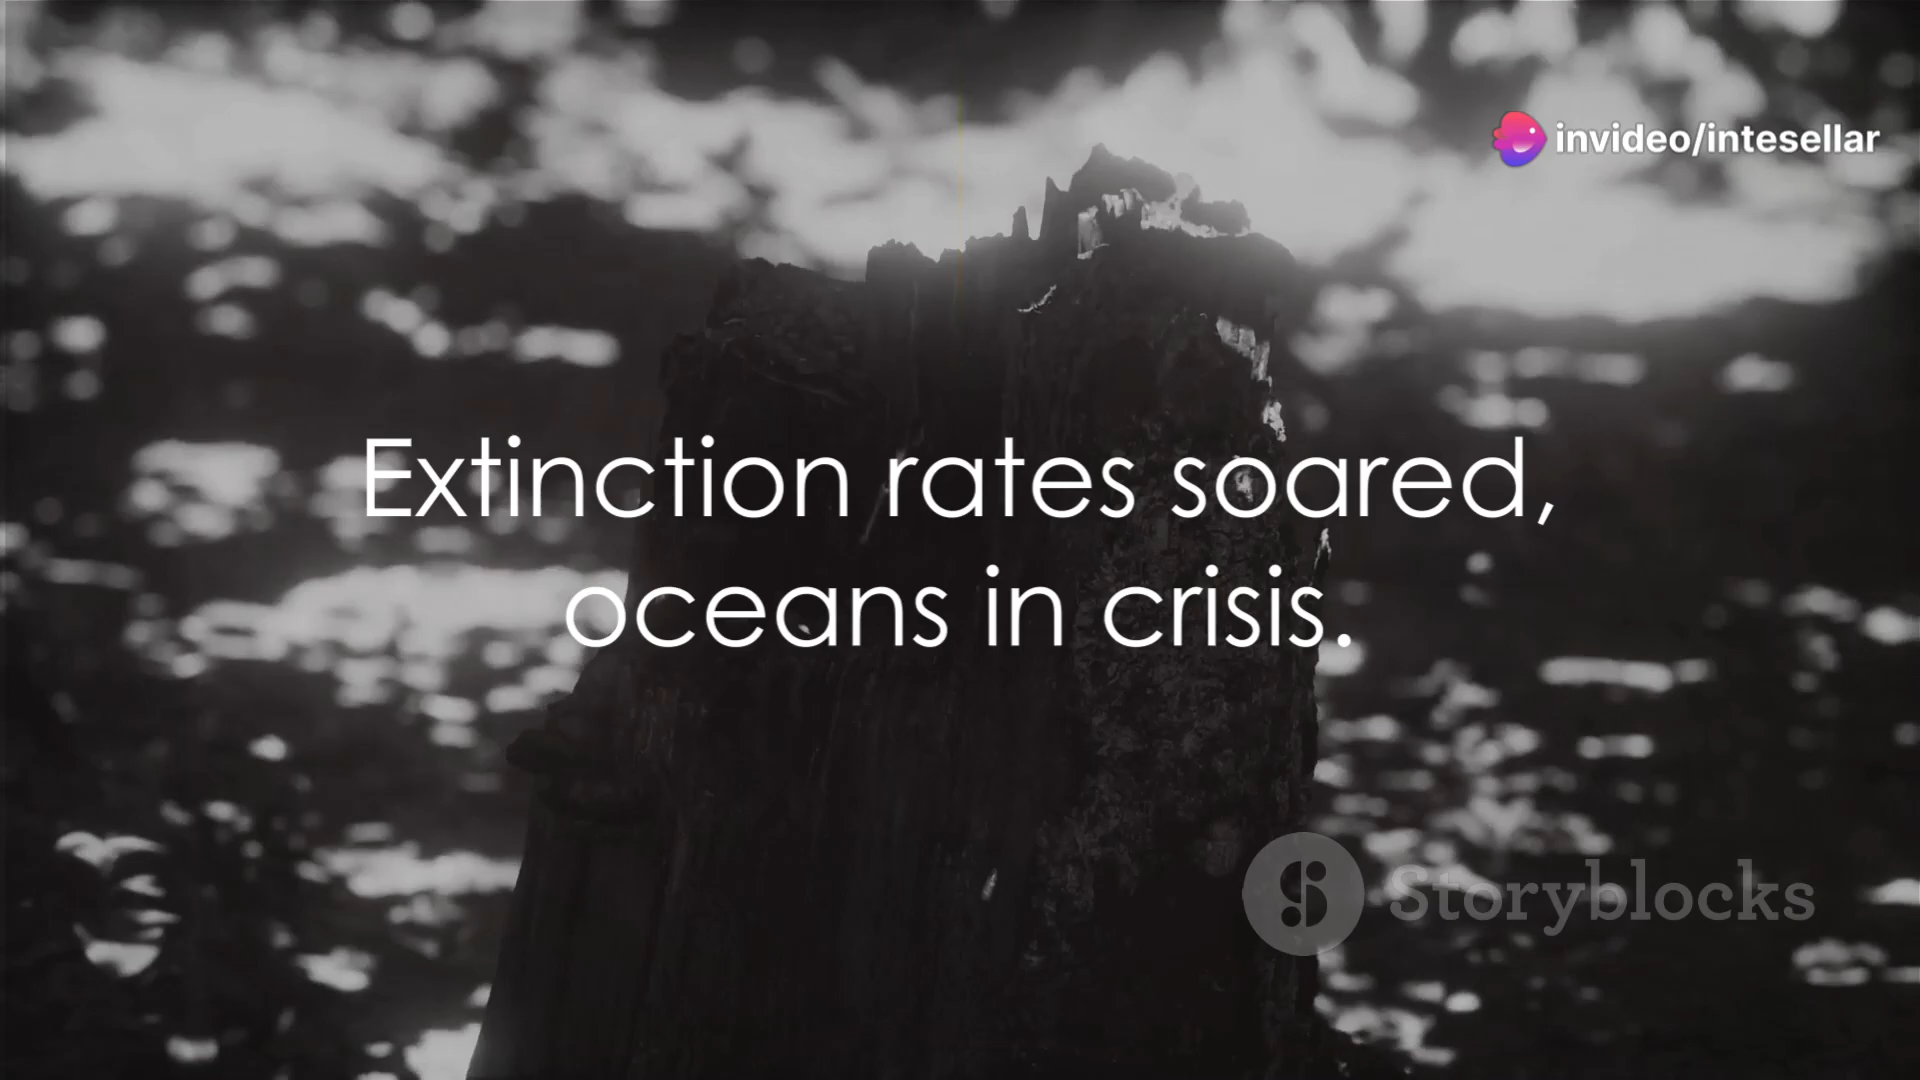 invideo/intesellar
Extinction rates soared,
oceans in crisis.
Storyblocks